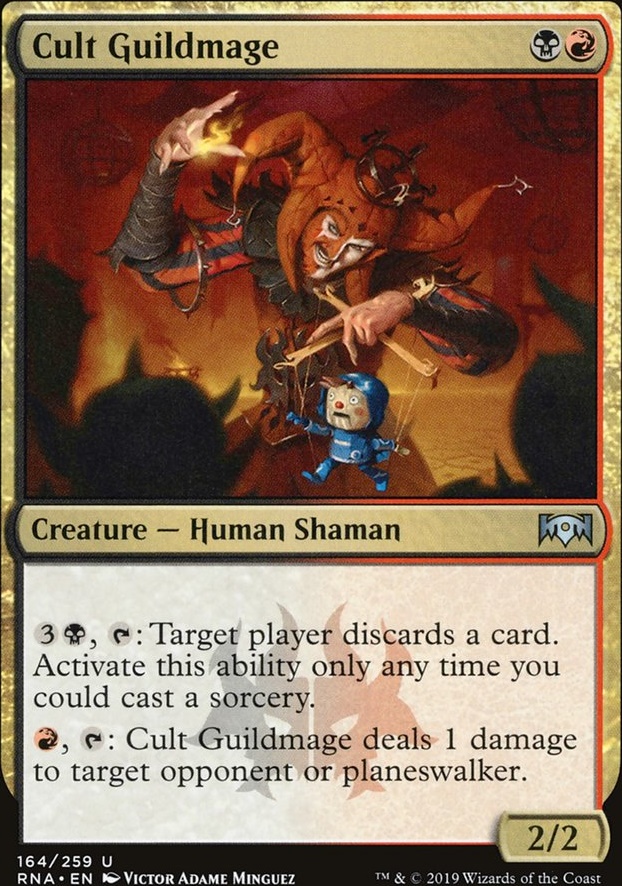 Cult Guildmage
Creature — Human Shaman
3, : Target player discards a card.
Activate this ability only any time you
could cast a sorcery.
, : Cult Guildmage deals 1 damage
to target opponent or planeswalker.
2/2
164/259 U
RNA • EN Victor Adame Minguez
™ & © 2019 Wizards of the Coast